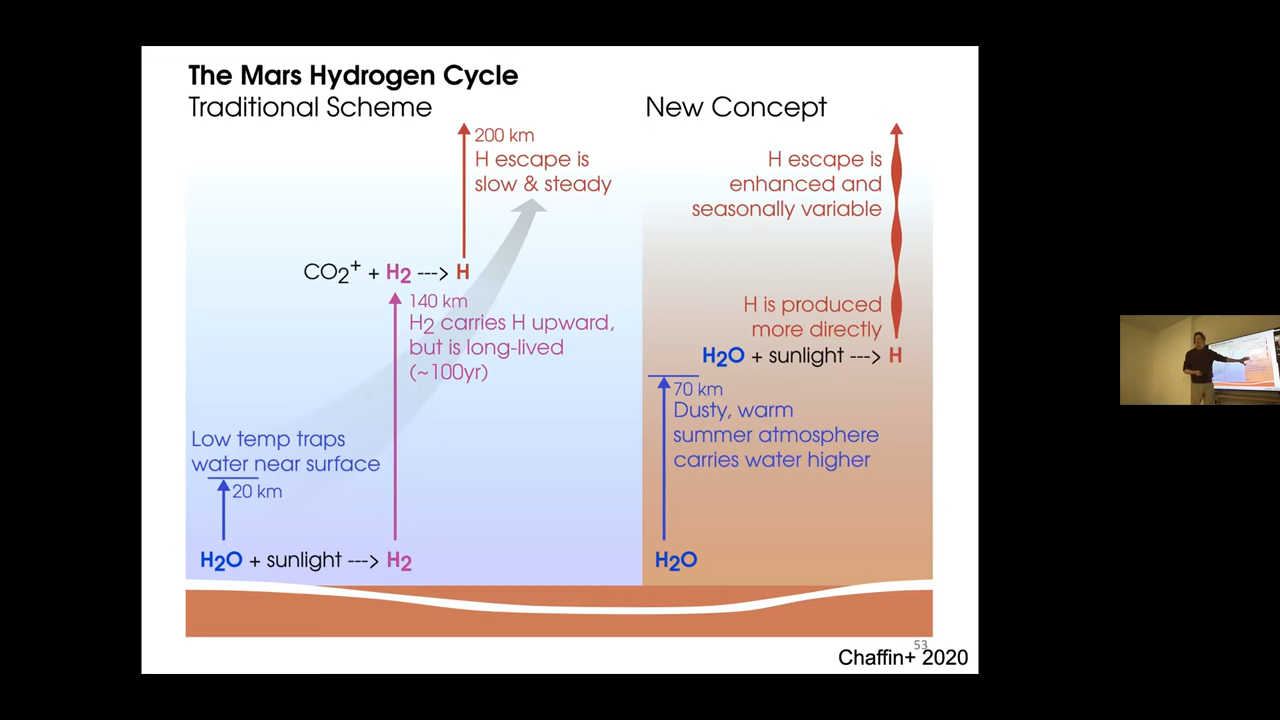 The Mars Hydrogen Cycle
Traditional Scheme
200 km
H escape is
slow & steady
CO2+ + H2 ---> H
140 km
H2 carries H upward,
but is long-lived
(~100yr)
Low temp traps
water near surface
20 km
H2O + sunlight ---> H2
New Concept
H escape is
enhanced and
seasonally variable
H is produced
more directly
H2O + sunlight ---> H
70 km
Dusty, warm
summer atmosphere
carries water higher
H2O
53
Chaffin+ 2020